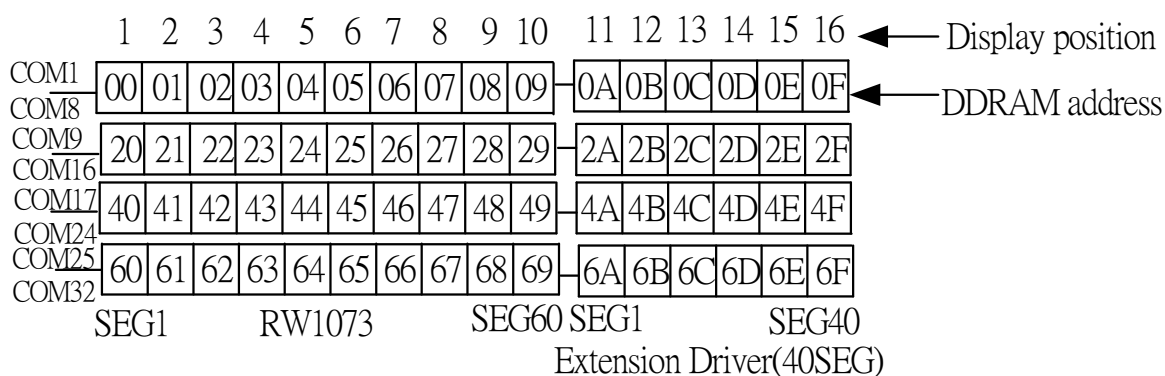 1 2 3 4 5 6 7 8 9 10 11 12 13 14 15 16 Display position
COM1
00 01 02 03 04 05 06 07 08 09 0A 0B 0C 0D 0E 0F DDRAM address
COM8
COM9
20 21 22 23 24 25 26 27 28 29 2A 2B 2C 2D 2E 2F
COM16
COM17
40 41 42 43 44 45 46 47 48 49 4A 4B 4C 4D 4E 4F
COM24
COM25
60 61 62 63 64 65 66 67 68 69 6A 6B 6C 6D 6E 6F
COM32
SEG1 RW1073 SEG60 SEG1 SEG40
Extension Driver(40SEG)